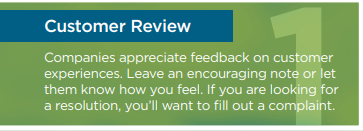 Customer Review
1
Companies appreciate feedback on customer
experiences. Leave an encouraging note or let
them know how you feel. If you are looking for
a resolution, you'll want to fill out a complaint.